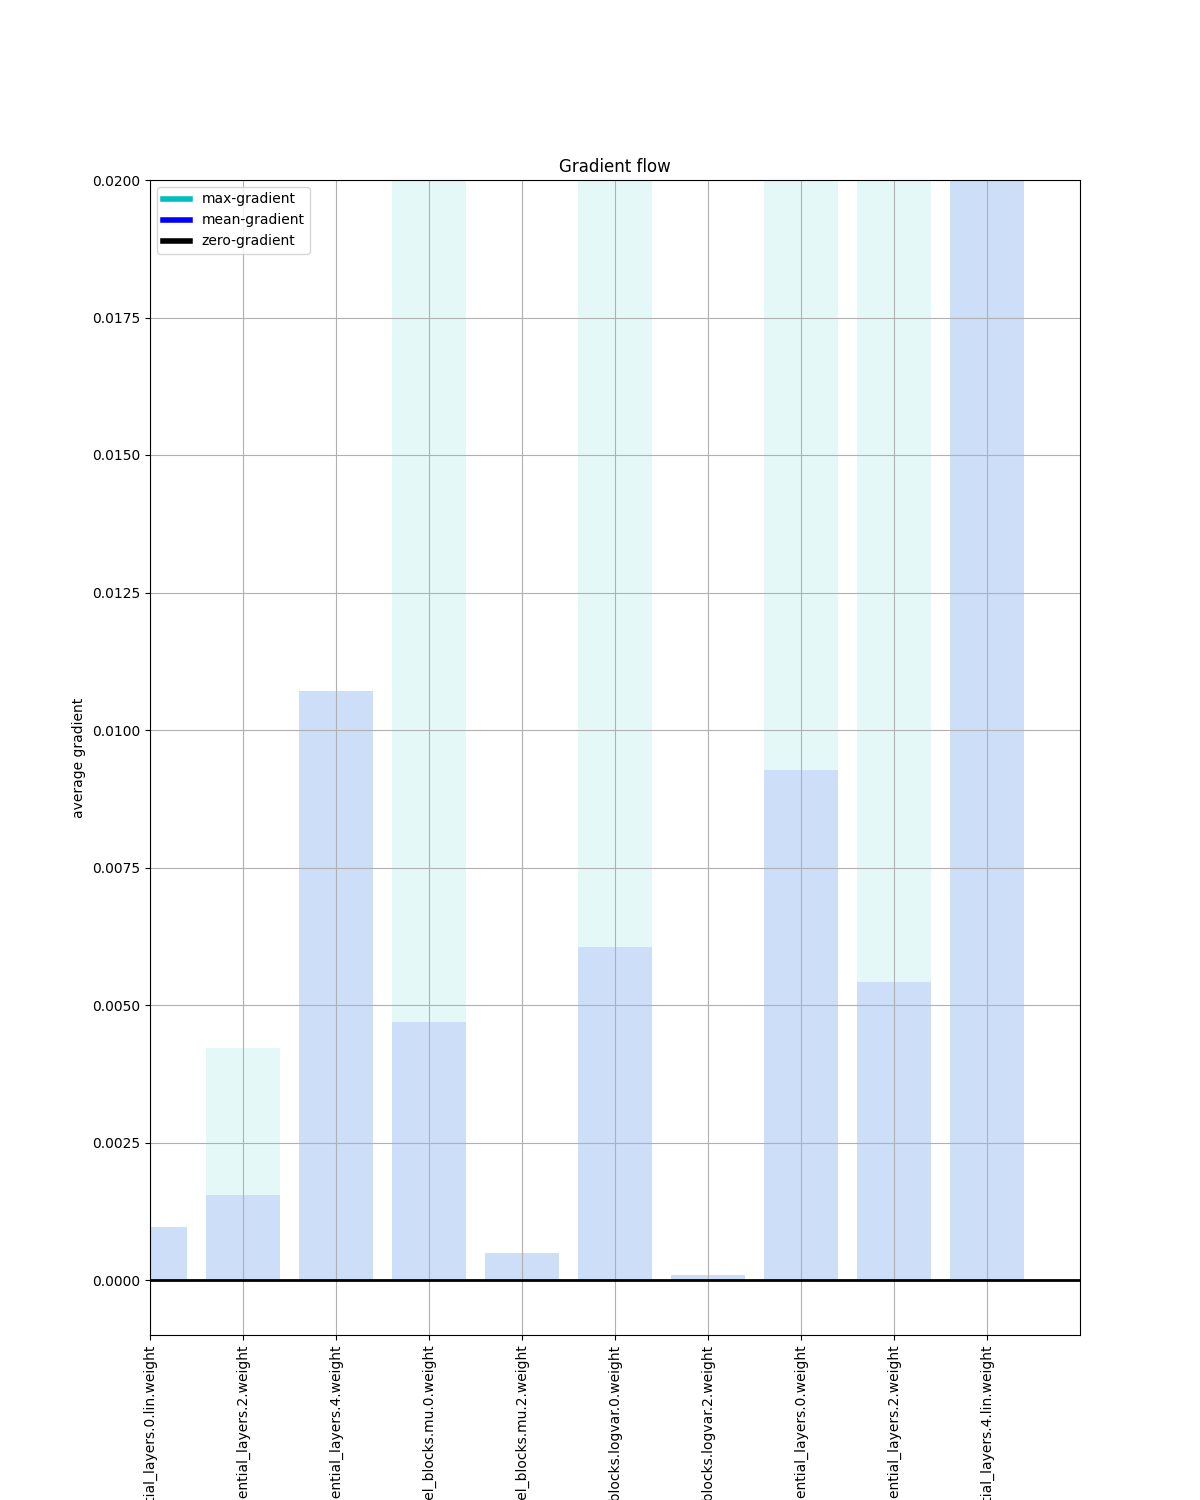 Gradient flow
max-gradient
mean-gradient
zero-gradient
0.0200
0.0175
0.0150
0.0125
0.0100
0.0075
0.0050
0.0025
0.0000
average gradient
tial_layers.0.lin.weight
ential_layers.2.weight
ential_layers.4.weight
el_blocks.mu.0.weight
el_blocks.mu.2.weight
blocks.logvar.0.weight
blocks.logvar.2.weight
ential_layers.0.weight
ential_layers.2.weight
tial_layers.4.lin.weight